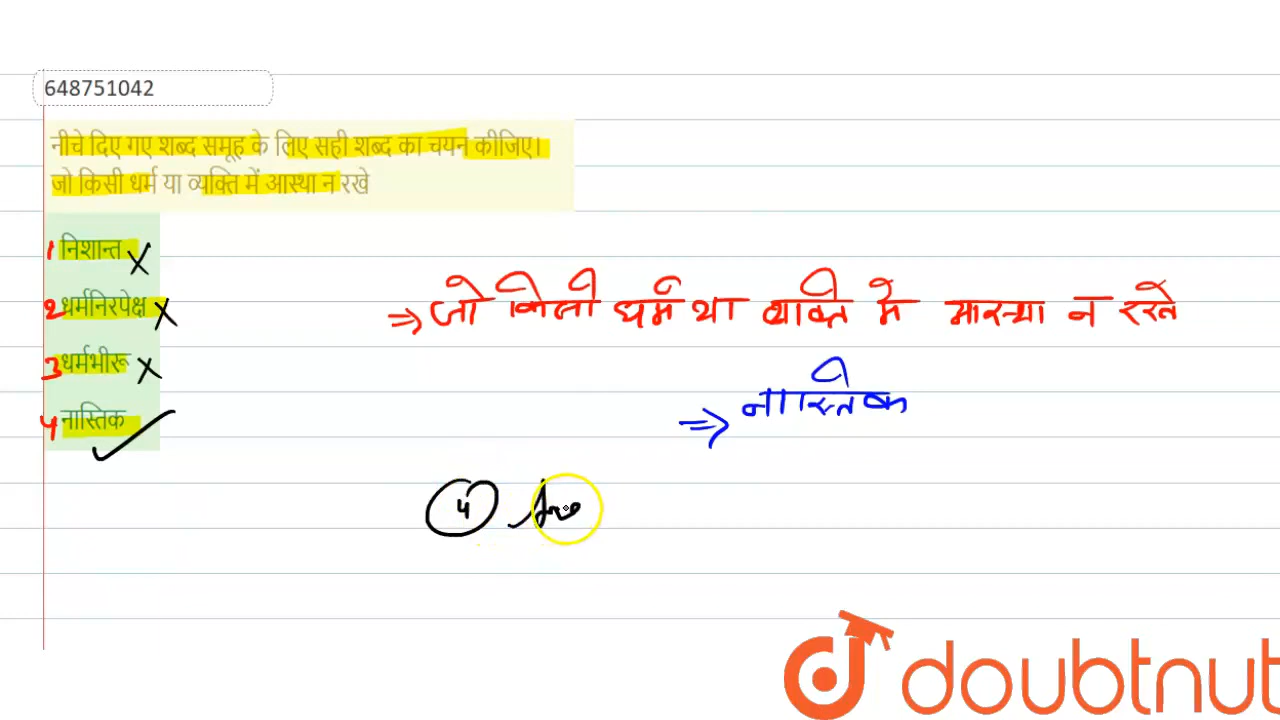 648751042
नीचे दिए गए शब्द समूह के लिए सही शब्द का चयन कीजिए।
जो किसी धर्म या व्यक्ति में आस्था न रखे
1 निशान्त
2 धर्मनिरपेक्ष
3 धर्मभीरू
4 नास्तिक
⇒ जो किसी धर्म या व्यक्ति में आस्था न रखे
⇒ नास्तिक
4 Ans
doubtnut